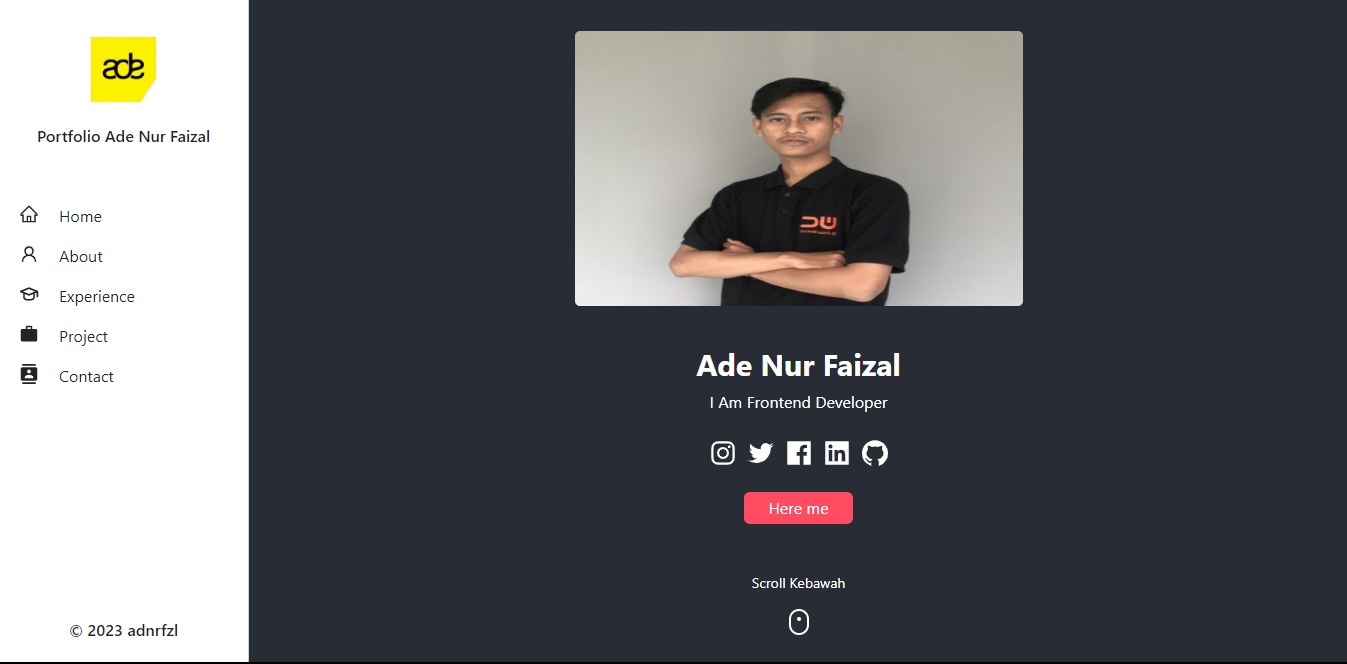 ade
Portfolio Ade Nur Faizal
Home
About
Experience
Project
Contact
© 2023 adnrfzl
DW
Ade Nur Faizal
I Am Frontend Developer
Here me
Scroll Kebawah